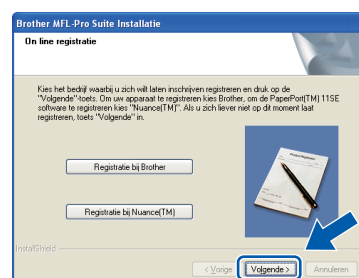 Brother MFL-Pro Suite Installatie
On line registratie
Kies het bedrijf waarbij u zich wilt laten inschrijven registreren en druk op de
"Volgende"-toets. Om uw apparaat te registreren kies Brother, om de PaperPort(TM) 11SE
software te registreren kies "Nuance(TM)". Als u zich liever niet op dit moment laat
registreren, toets "Volgende" in.
Registratie bij Brother
Registratie bij Nuance(TM)
InstallShield
< Vorige Volgende > Annuleren